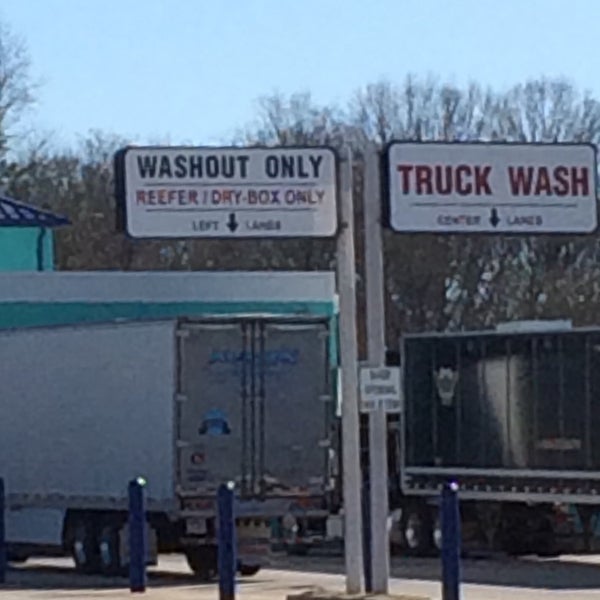 WASHOUT ONLY
REEFER / DRY-BOX ONLY
LEFT LANES
TRUCK WASH
CENTER LANES